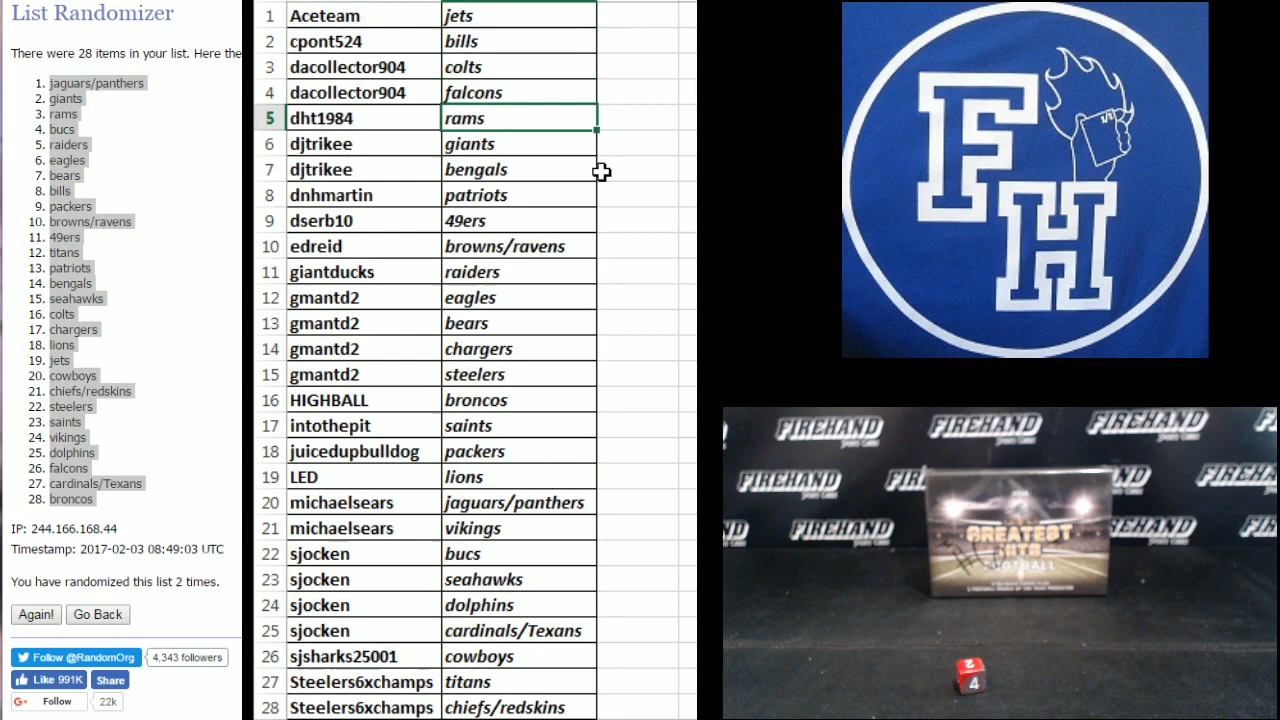 List Randomizer
There were 28 items in your list. Here the
1. jaguars/panthers
2. giants
3. rams
4. bucs
5. raiders
6. eagles
7. bears
8. bills
9. packers
10. browns/ravens
11. 49ers
12. titans
13. patriots
14. bengals
15. seahawks
16. colts
17. chargers
18. lions
19. jets
20. cowboys
21. chiefs/redskins
22. steelers
23. saints
24. vikings
25. dolphins
26. falcons
27. cardinals/Texans
28. broncos
IP: 244.166.168.44
Timestamp: 2017-02-03 08:49:03 UTC
You have randomized this list 2 times.
Again! Go Back
Follow @RandomOrg 4,343 followers
Like 991K Share
G+ Follow 22k
1 Aceteam jets
2 cpont524 bills
3 dacollector904 colts
4 dacollector904 falcons
5 dht1984 rams
6 djtrikee giants
7 djtrikee bengals
8 dnhmartin patriots
9 dserb10 49ers
10 edreid browns/ravens
11 giantducks raiders
12 gmantd2 eagles
13 gmantd2 bears
14 gmantd2 chargers
15 gmantd2 steelers
16 HIGHBALL broncos
17 intothepit saints
18 juicedupbulldog packers
19 LED lions
20 michaelsears jaguars/panthers
21 michaelsears vikings
22 sjocken bucs
23 sjocken seahawks
24 sjocken dolphins
25 sjocken cardinals/Texans
26 sjsharks25001 cowboys
27 Steelers6xchamps titans
28 Steelers6xchamps chiefs/redskins
F
H
1/1
FIREHAND FIREHAND FIREHAND
FIREHAND FIREHAND
FIREHAND FIREHAND
GREATEST
HITS
FOOTBALL
2
4